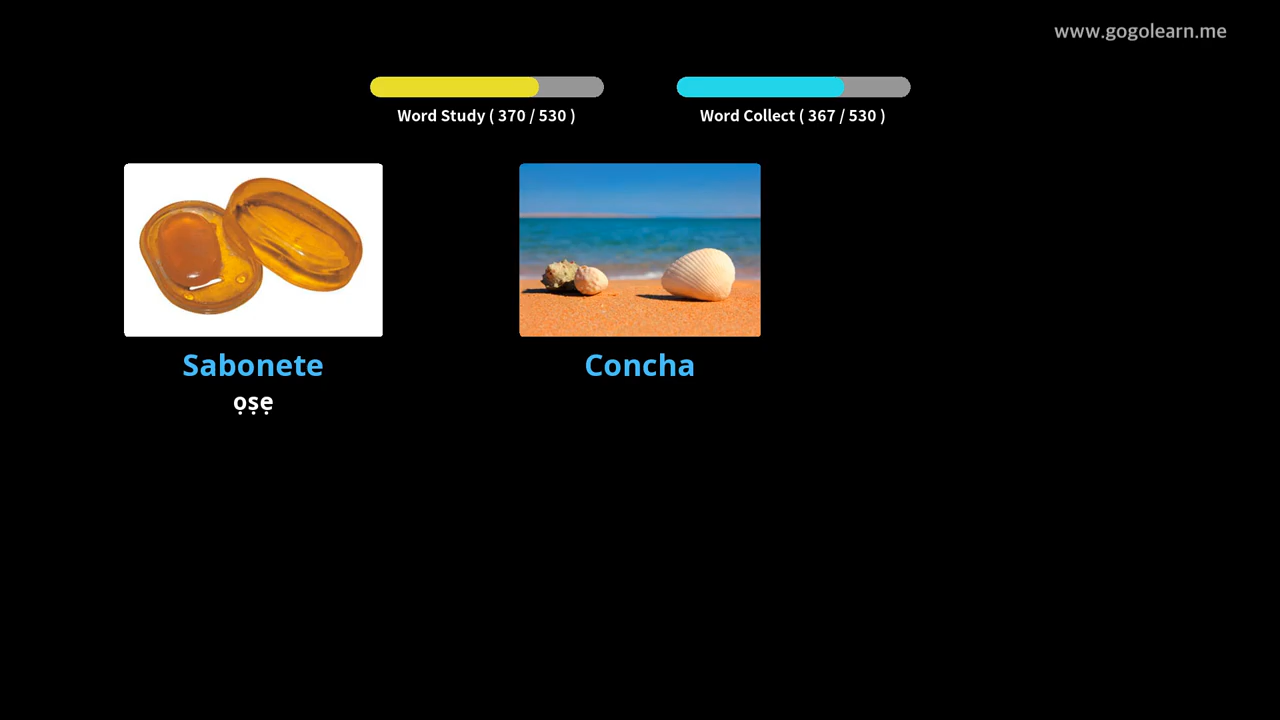 www.gogolearn.me
Word Study ( 370 / 530 )
Word Collect ( 367 / 530 )
Sabonete
ọṣẹ
Concha